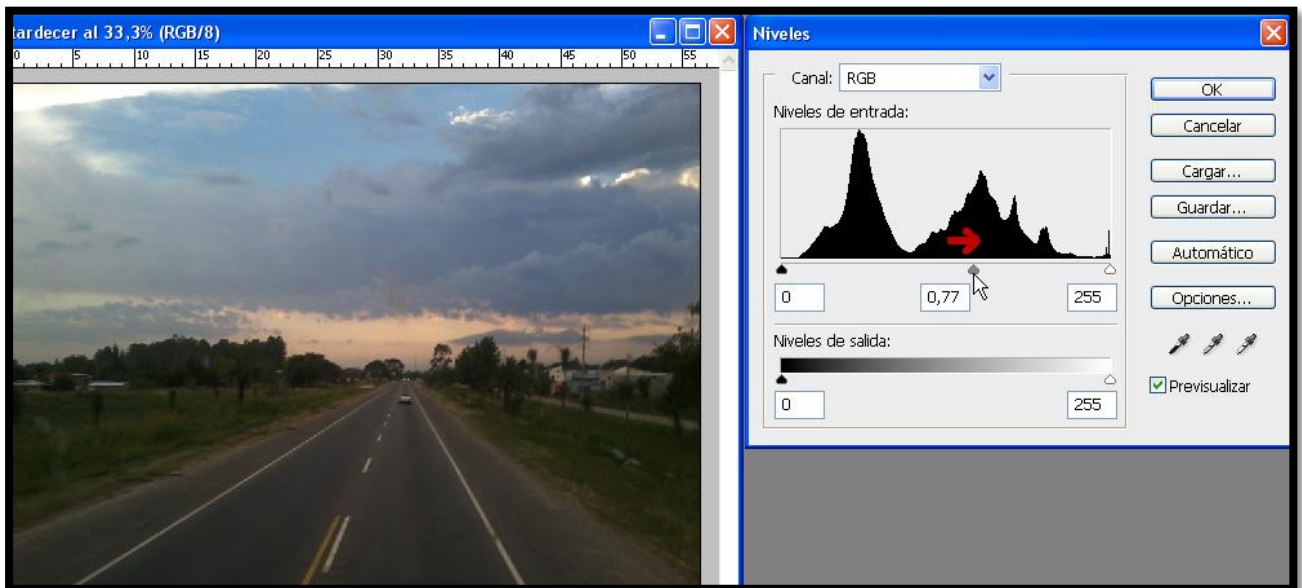 tardecer al 33,3% (RGB/8)
0 5 10 15 20 25 30 35 40 45 50 55
Niveles
Canal: RGB
OK
Niveles de entrada:
Cancelar
Cargar...
Guardar...
Automático
0 0,77 255
Opciones...
Niveles de salida:
Previsualizar
0 255